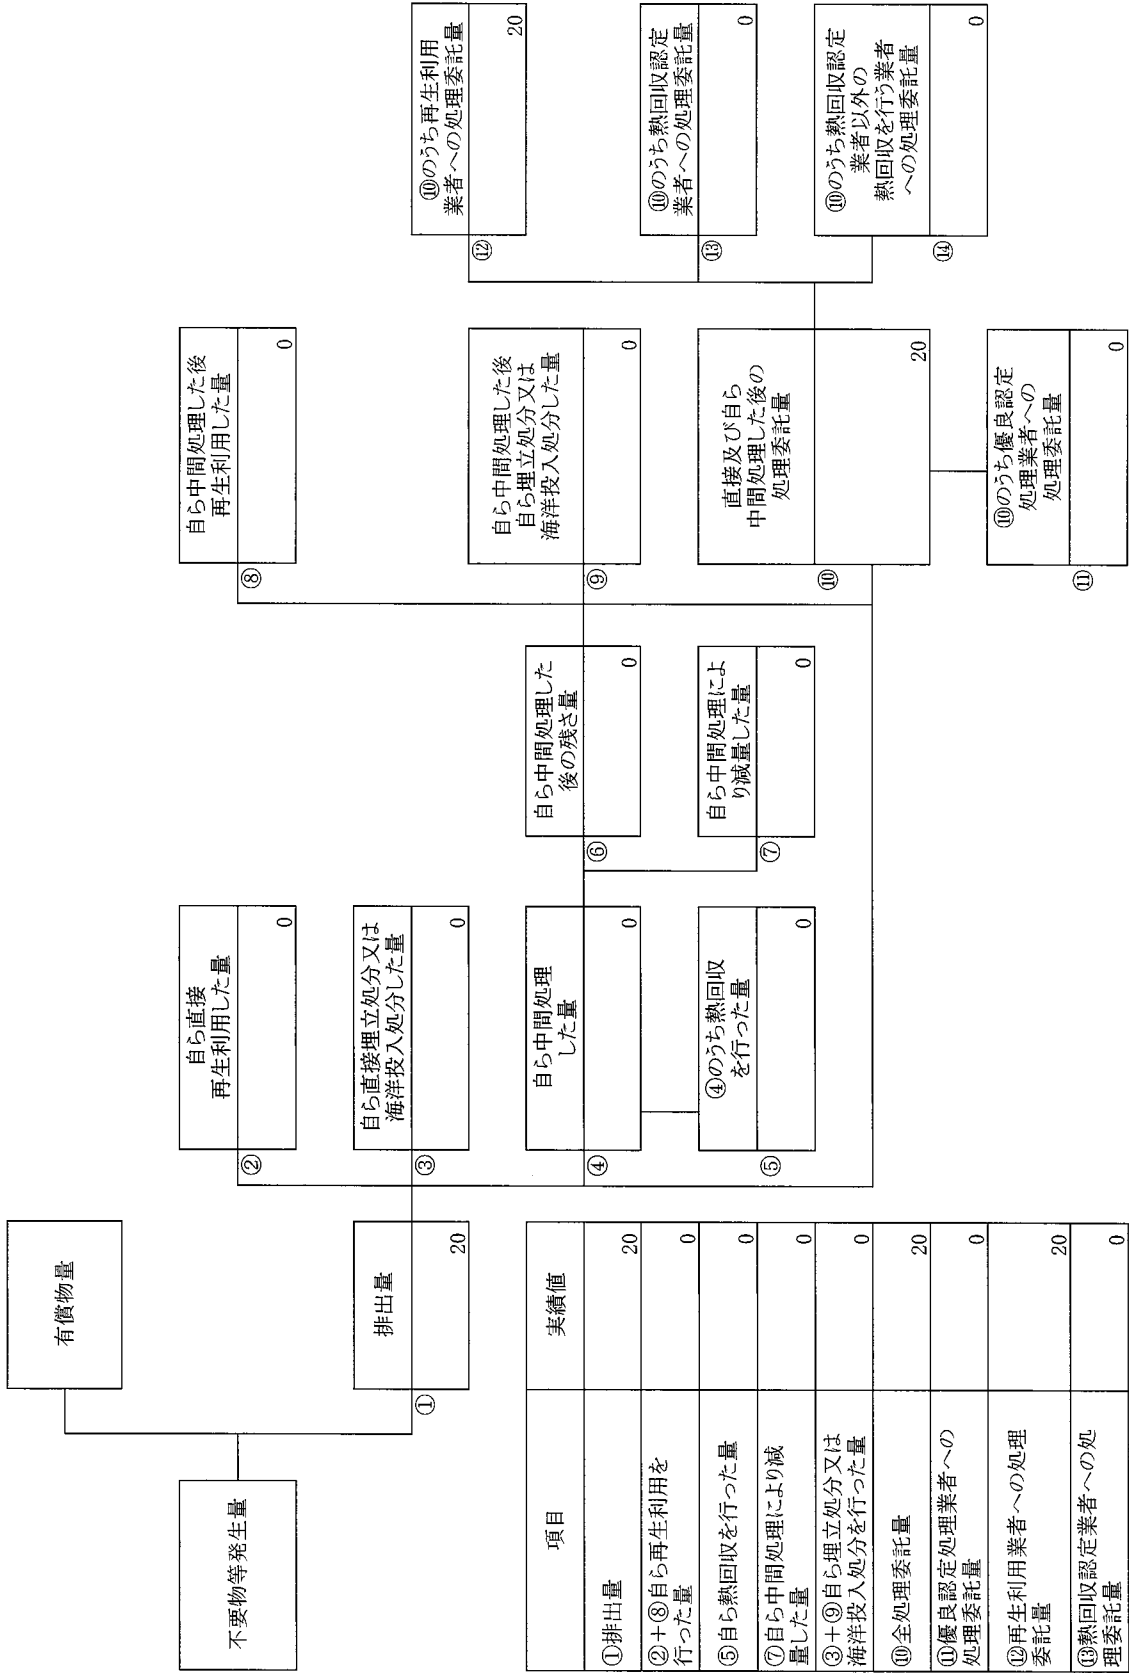 有償物量
不要物等発生量
排出量
①
20
自ら直接
再生利用した量
②
0
自ら直接埋立処分又は
海洋投入処分した量
③
0
自ら中間処理
した量
④
0
④のうち熱回収
を行った量
⑤
0
自ら中間処理した
後の残さ量
⑥
0
自ら中間処理によ
り減量した量
⑦
0
自ら中間処理した後
再生利用した量
⑧
0
自ら中間処理した後
自ら埋立処分又は
海洋投入処分した量
⑨
0
直接及び自ら
中間処理した後の
処理委託量
⑩
20
⑩のうち優良認定
処理業者への
処理委託量
⑪
0
⑩のうち再生利用
業者への処理委託量
⑫
20
⑩のうち熱回収認定
業者への処理委託量
⑬
0
⑩のうち熱回収認定
業者以外の
熱回収を行う業者
への処理委託量
⑭
0
項目 実績値
①排出量 20
②+⑧自ら再生利用を
行った量 0
⑤自ら熱回収を行った量 0
⑦自ら中間処理により減
量した量 0
③+⑨自ら埋立処分又は
海洋投入処分を行った量 0
⑩全処理委託量 20
⑪優良認定処理業者への
処理委託量 0
⑫再生利用業者への処理
委託量 20
⑬熱回収認定業者への処
理委託量 0